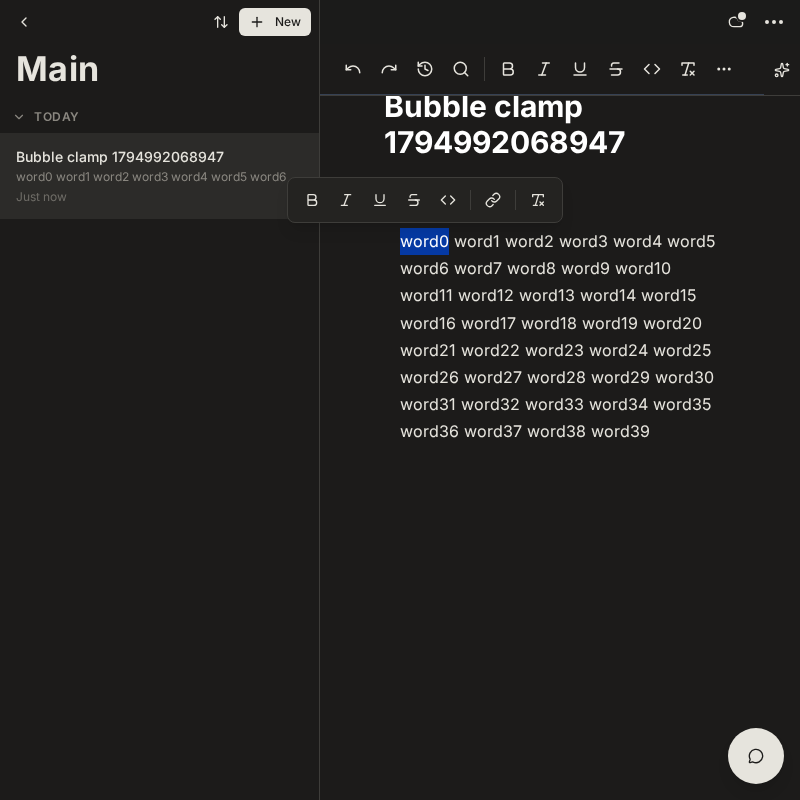 New
Main
TODAY
Bubble clamp 1794992068947
word0 word1 word2 word3 word4 word5 word6
Just now
Bubble clamp
1794992068947
word0 word1 word2 word3 word4 word5
word6 word7 word8 word9 word10
word11 word12 word13 word14 word15
word16 word17 word18 word19 word20
word21 word22 word23 word24 word25
word26 word27 word28 word29 word30
word31 word32 word33 word34 word35
word36 word37 word38 word39